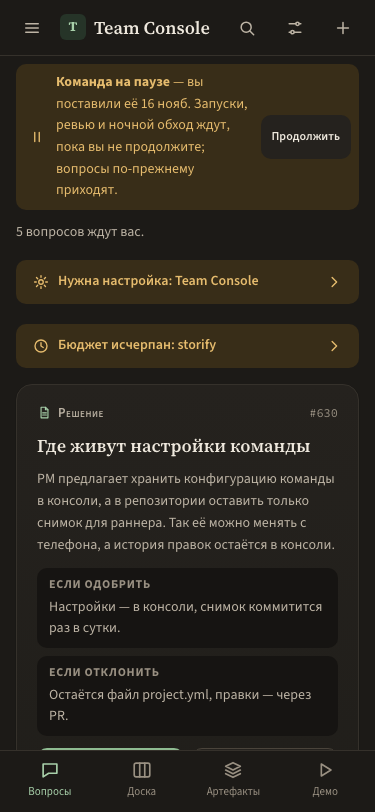 T Team Console
Команда на паузе — вы
поставили её 16 нояб. Запуски,
ревью и ночной обход ждут,
пока вы не продолжите;
вопросы по-прежнему
приходят.
Продолжить
5 вопросов ждут вас.
Нужна настройка: Team Console
Бюджет исчерпан: storify
Решение #630
Где живут настройки команды
PM предлагает хранить конфигурацию команды
в консоли, а в репозитории оставить только
снимок для раннера. Так её можно менять с
телефона, а история правок остаётся в консоли.
ЕСЛИ ОДОБРИТЬ
Настройки — в консоли, снимок коммитится
раз в сутки.
ЕСЛИ ОТКЛОНИТЬ
Остаётся файл project.yml, правки — через
PR.
Вопросы Доска Артефакты Демо